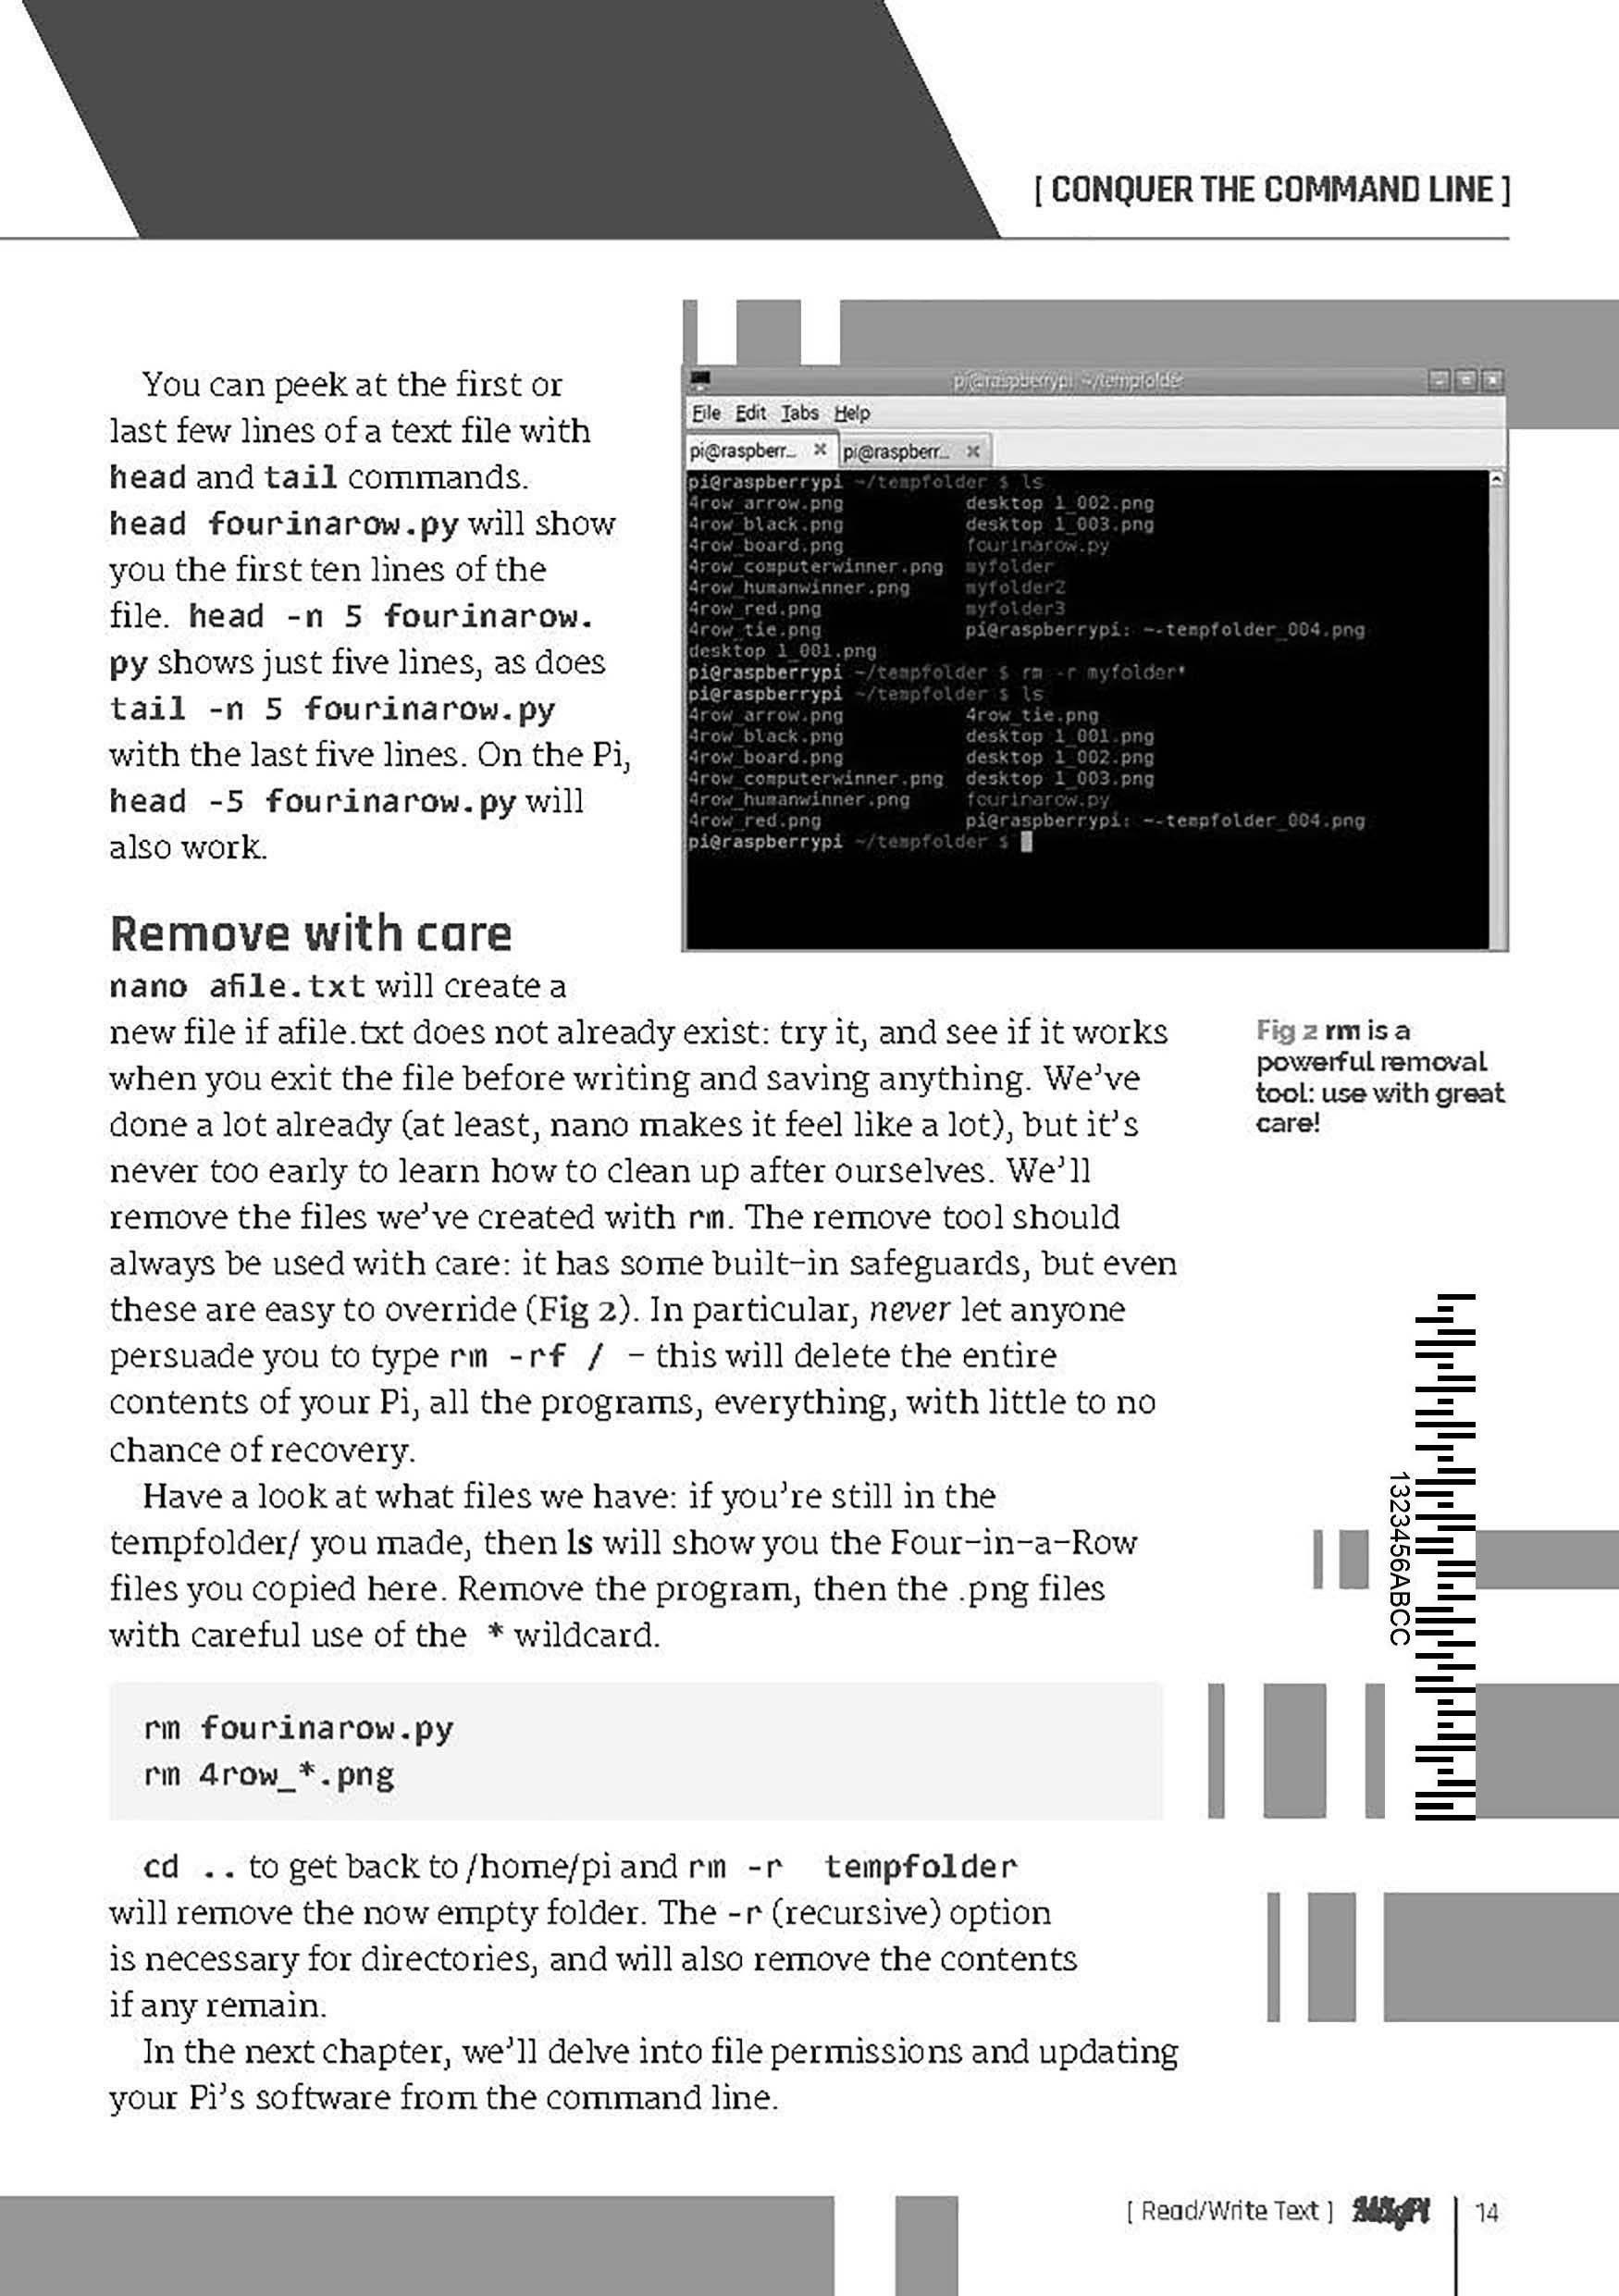 [ CONQUER THE COMMAND LINE ]
You can peek at the first or
last few lines of a text file with
head and tail commands.
head fourinarow.py will show
you the first ten lines of the
file. head -n 5 fourinarow.
py shows just five lines, as does
tail -n 5 fourinarow.py
with the last five lines. On the Pi,
head -5 fourinarow.py will
also work.
pi@raspberrypi ~/tempfolder
File Edit Tabs Help
pi@raspberr... pi@raspberr...
pi@raspberrypi ~/tempfolder $ ls
4row_arrow.png desktop 1_002.png
4row_black.png desktop 1_003.png
4row_board.png fourinarow.py
4row_computerwinner.png myfolder
4row_humanwinner.png myfolder2
4row_red.png myfolder3
4row_tie.png pi@raspberrypi: ~-tempfolder_004.png
desktop 1_001.png
pi@raspberrypi ~/tempfolder $ rm -r myfolder*
pi@raspberrypi ~/tempfolder $ ls
4row_arrow.png 4row_tie.png
4row_black.png desktop 1_001.png
4row_board.png desktop 1_002.png
4row_computerwinner.png desktop 1_003.png
4row_humanwinner.png fourinarow.py
4row_red.png pi@raspberrypi: ~-tempfolder_004.png
pi@raspberrypi ~/tempfolder $
Remove with care
nano afile.txt will create a
new file if afile.txt does not already exist: try it, and see if it works
when you exit the file before writing and saving anything. We've
done a lot already (at least, nano makes it feel like a lot), but it's
never too early to learn how to clean up after ourselves. We'll
remove the files we've created with rm. The remove tool should
always be used with care: it has some built-in safeguards, but even
these are easy to override (Fig 2). In particular, never let anyone
persuade you to type rm -rf / - this will delete the entire
contents of your Pi, all the programs, everything, with little to no
chance of recovery.
Fig 2 rm is a
powerful removal
tool: use with great
care!
Have a look at what files we have: if you're still in the
tempfolder/ you made, then ls will show you the Four-in-a-Row
files you copied here. Remove the program, then the .png files
with careful use of the * wildcard.
1323456ABCC
rm fourinarow.py
rm 4row_*.png
cd .. to get back to /home/pi and rm -r tempfolder
will remove the now empty folder. The -r (recursive) option
is necessary for directories, and will also remove the contents
if any remain.
In the next chapter, we'll delve into file permissions and updating
your Pi's software from the command line.
[ Read/Write Text ] 14